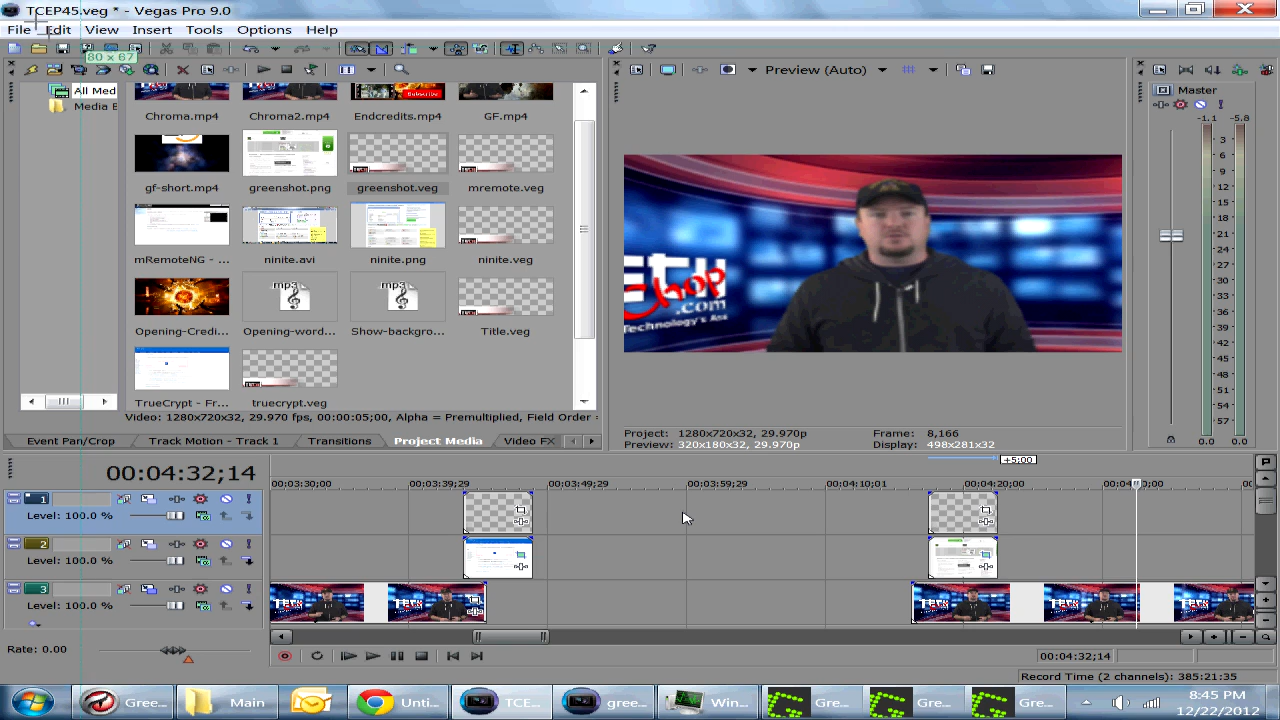 TCEP45.veg * - Vegas Pro 9.0
File Edit View Insert Tools Options Help
80 x 67
Preview (Auto)
All Med
Media B
Chroma.mp4 Chroma2.mp4 Endcredits.mp4 GF.mp4
Subscribe
gf-short.mp4 greenshot.png greenshot.veg mremote.veg
mRemoteNG - ... ninite.avi ninite.png ninite.veg
mp3 mp3
Opening-Credi... Opening-word... Show-backgro... Title.veg
TrueCrypt - Fr... truecrypt.veg
Video: 1280x720x32, 29.970 fps, 00:00:05;00, Alpha = Premultiplied, Field Order =
Event Pan/Crop Track Motion - Track 1 Transitions Project Media Video FX
.com
Technology's
Project: 1280x720x32, 29.970p Frame: 8,166
Preview: 320x180x32, 29.970p Display: 498x281x32
Master
-1.1 -5.8
3
6
9
12
15
18
21
24
27
30
33
36
39
42
45
48
51
54
57
0.0 0.0
00:04:32;14
+5:00
00:03:30;00 00:03:39;29 00:03:49;29 00:03:59;29 00:04:10;01 00:04:20;00
1
Level: 100.0 %
2
Level: 100.0 %
3
Level: 100.0 %
Rate: 0.00
00:04:32;14
Record Time (2 channels): 385:21:35
Gree... Main Unti... TCE... gree... Win... Gre... Gre... Gre...
8:45 PM
12/22/2012